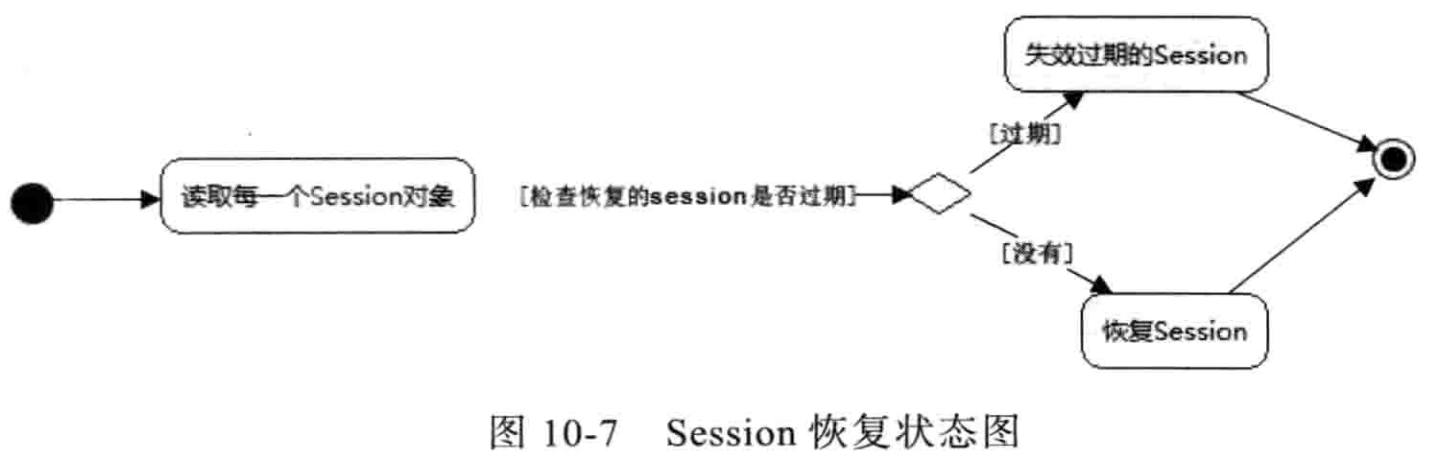 失效过期的Session
[过期]
读取每一个Session对象
[检查恢复的session是否过期]
[没有]
恢复Session
图 10-7 Session 恢复状态图